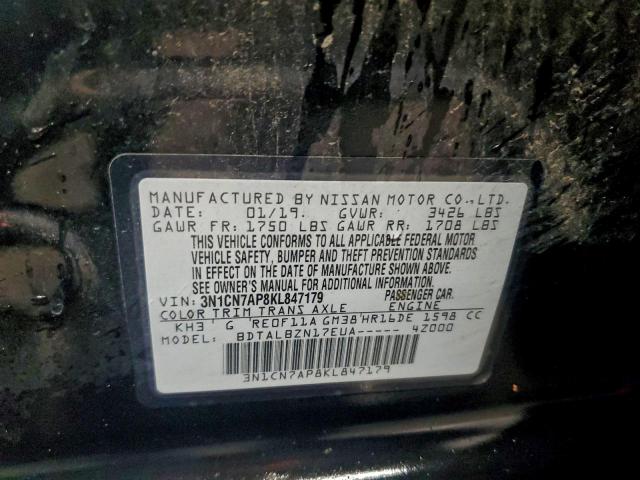 MANUFACTURED BY NISSAN MOTOR CO.,LTD.
DATE: 01/19. GVWR: 3426 LBS
GAWR FR: 1750 LBS GAWR RR: 1708 LBS
THIS VEHICLE CONFORMS TO ALL APPLICABLE FEDERAL MOTOR
VEHICLE SAFETY, BUMPER AND THEFT PREVENTION STANDARDS
IN EFFECT ON THE DATE OF MANUFACTURE SHOWN ABOVE.
SEE OWNER'S MANUAL FOR ADDITIONAL INFORMATION.
VIN: 3N1CN7AP8KL847179 PASSENGER CAR.
COLOR TRIM TRANS AXLE ENGINE
KH3 G RE0F11A GM38 HR16DE 1598 CC
MODEL: BDTALBZN17EUA----- 4Z000
3N1CN7AP8KL847179